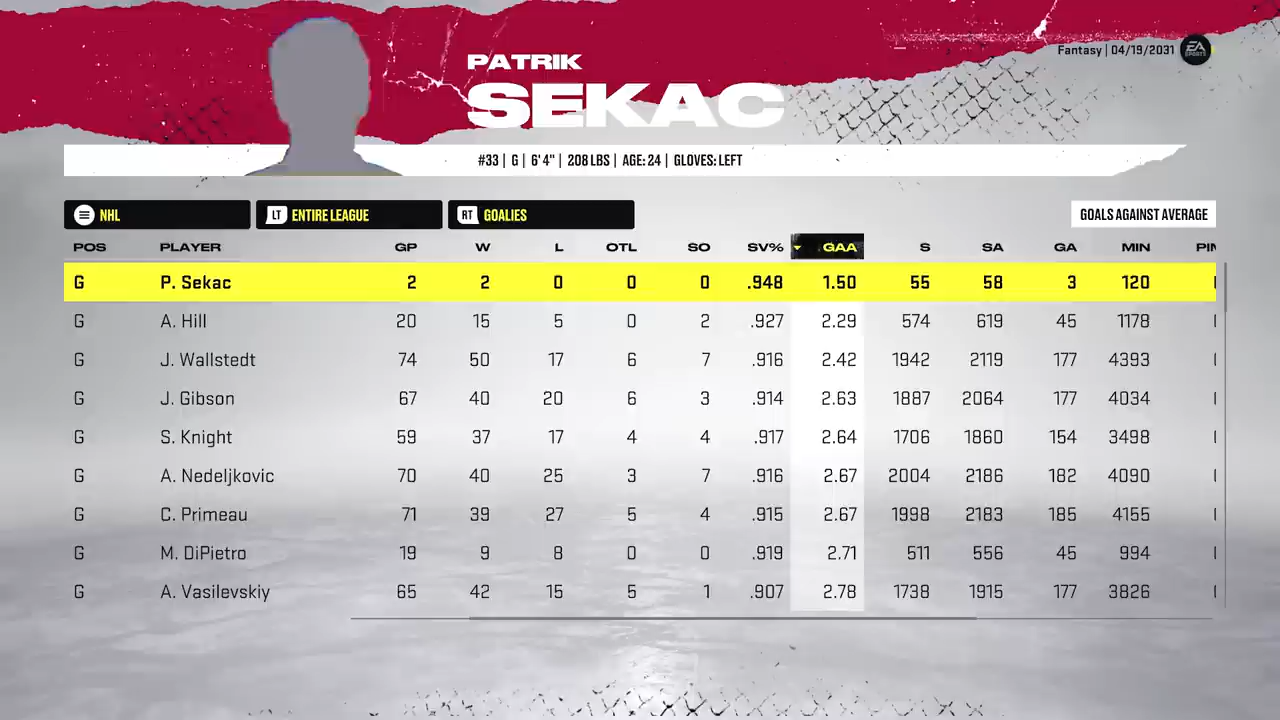 PATRIK
SEKAC
Fantasy | 04/19/2031
EA
SPORTS
#33 | G | 6' 4" | 208 LBS | AGE: 24 | GLOVES: LEFT
NHL LT ENTIRE LEAGUE RT GOALIES GOALS AGAINST AVERAGE
POS PLAYER GP W L OTL SO SV% GAA S SA GA MIN
G P. Sekac 2 2 0 0 0 .948 1.50 55 58 3 120
G A. Hill 20 15 5 0 2 .927 2.29 574 619 45 1178
G J. Wallstedt 74 50 17 6 7 .916 2.42 1942 2119 177 4393
G J. Gibson 67 40 20 6 3 .914 2.63 1887 2064 177 4034
G S. Knight 59 37 17 4 4 .917 2.64 1706 1860 154 3498
G A. Nedeljkovic 70 40 25 3 7 .916 2.67 2004 2186 182 4090
G C. Primeau 71 39 27 5 4 .915 2.67 1998 2183 185 4155
G M. DiPietro 19 9 8 0 0 .919 2.71 511 556 45 994
G A. Vasilevskiy 65 42 15 5 1 .907 2.78 1738 1915 177 3826